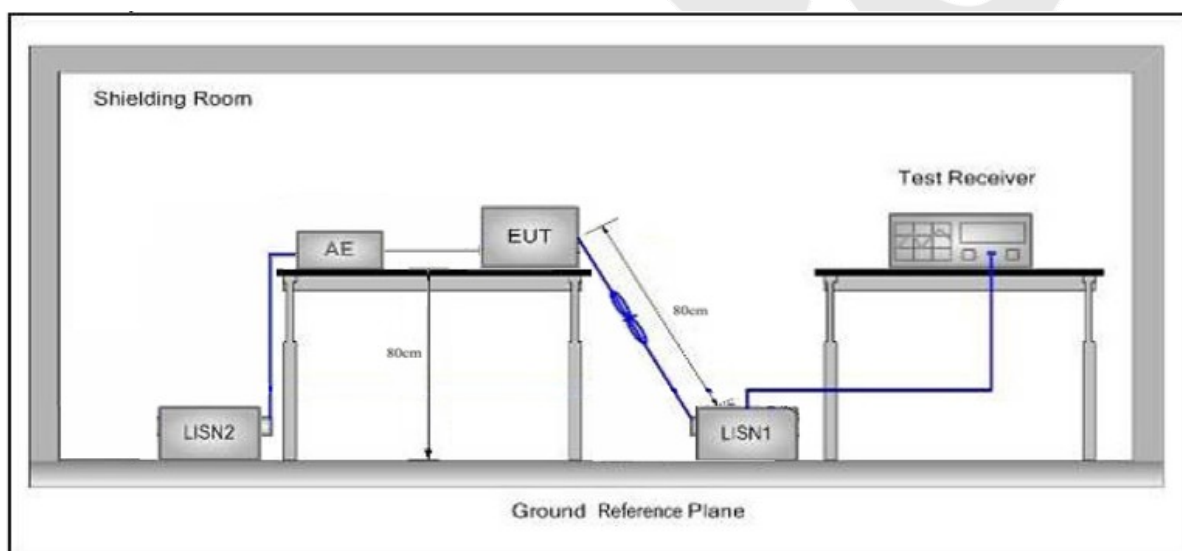 Shielding Room
Test Receiver
AE
EUT
80cm
80cm
LISN2
LISN1
Ground Reference Plane